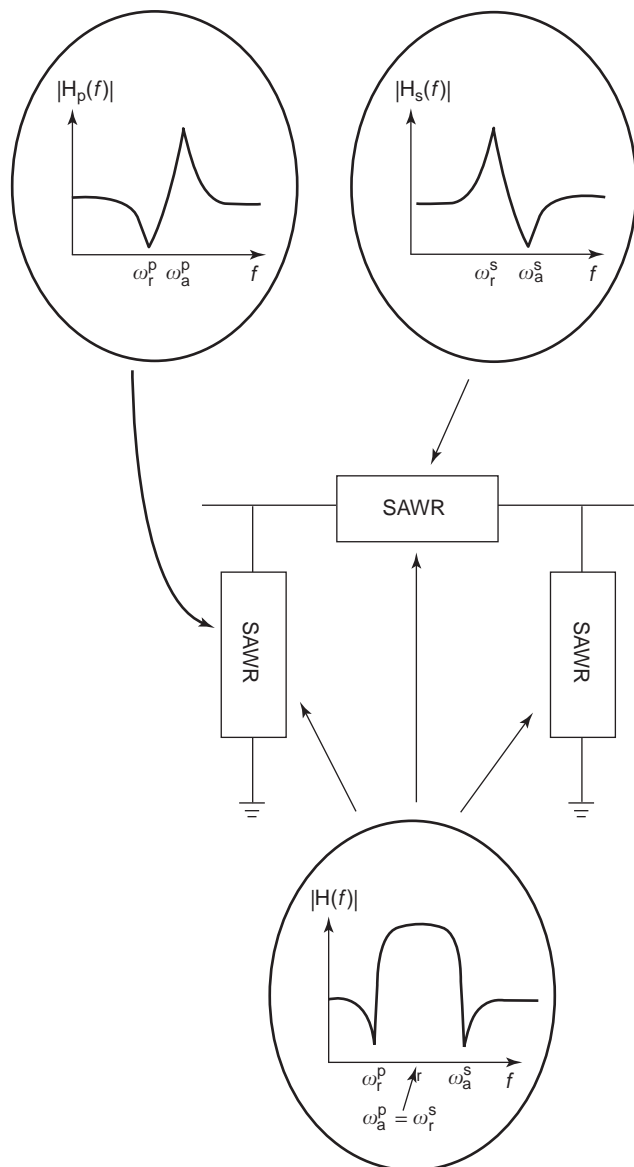 |Hp(f)|
ωrp ωap f
|Hs(f)|
ωrs ωas f
SAWR
SAWR
SAWR
|H(f)|
ωrp r ωas f
ωap = ωrs